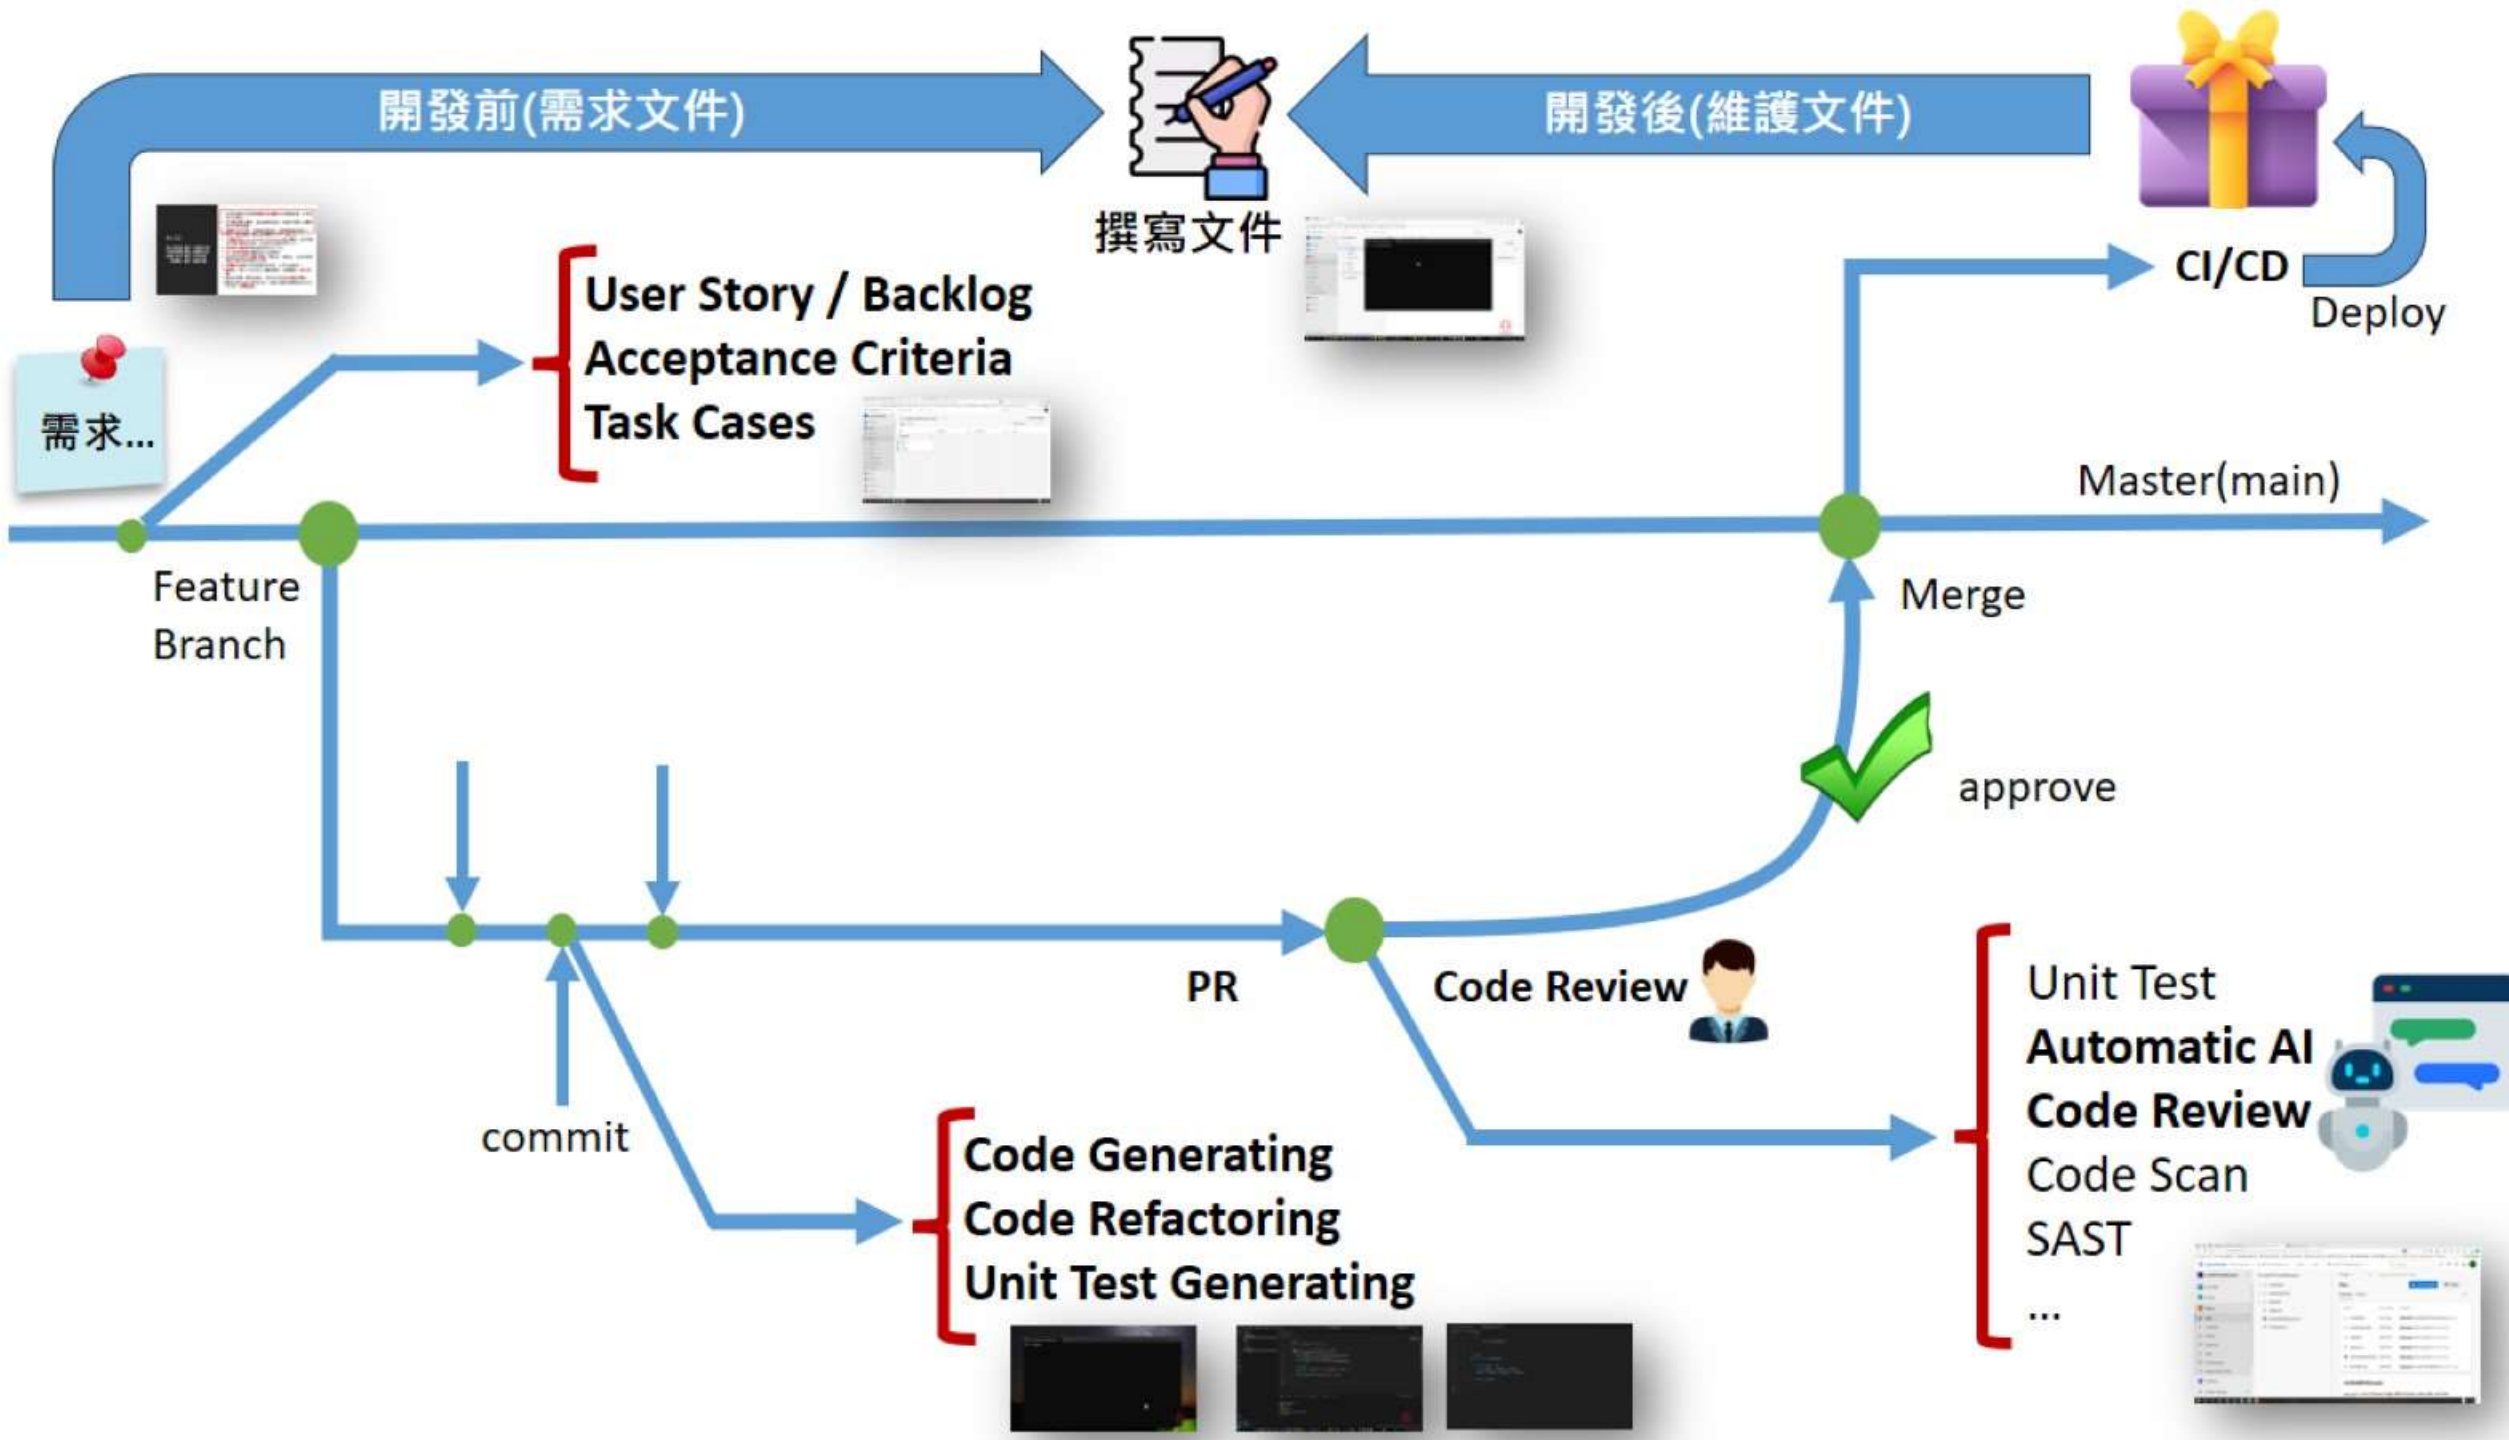 開發前(需求文件)
開發後(維護文件)
撰寫文件
CI/CD
Deploy
User Story / Backlog
Acceptance Criteria
Task Cases
需求...
Master(main)
Feature
Branch
Merge
approve
PR
Code Review
commit
Code Generating
Code Refactoring
Unit Test Generating
Unit Test
Automatic AI
Code Review
Code Scan
SAST
...